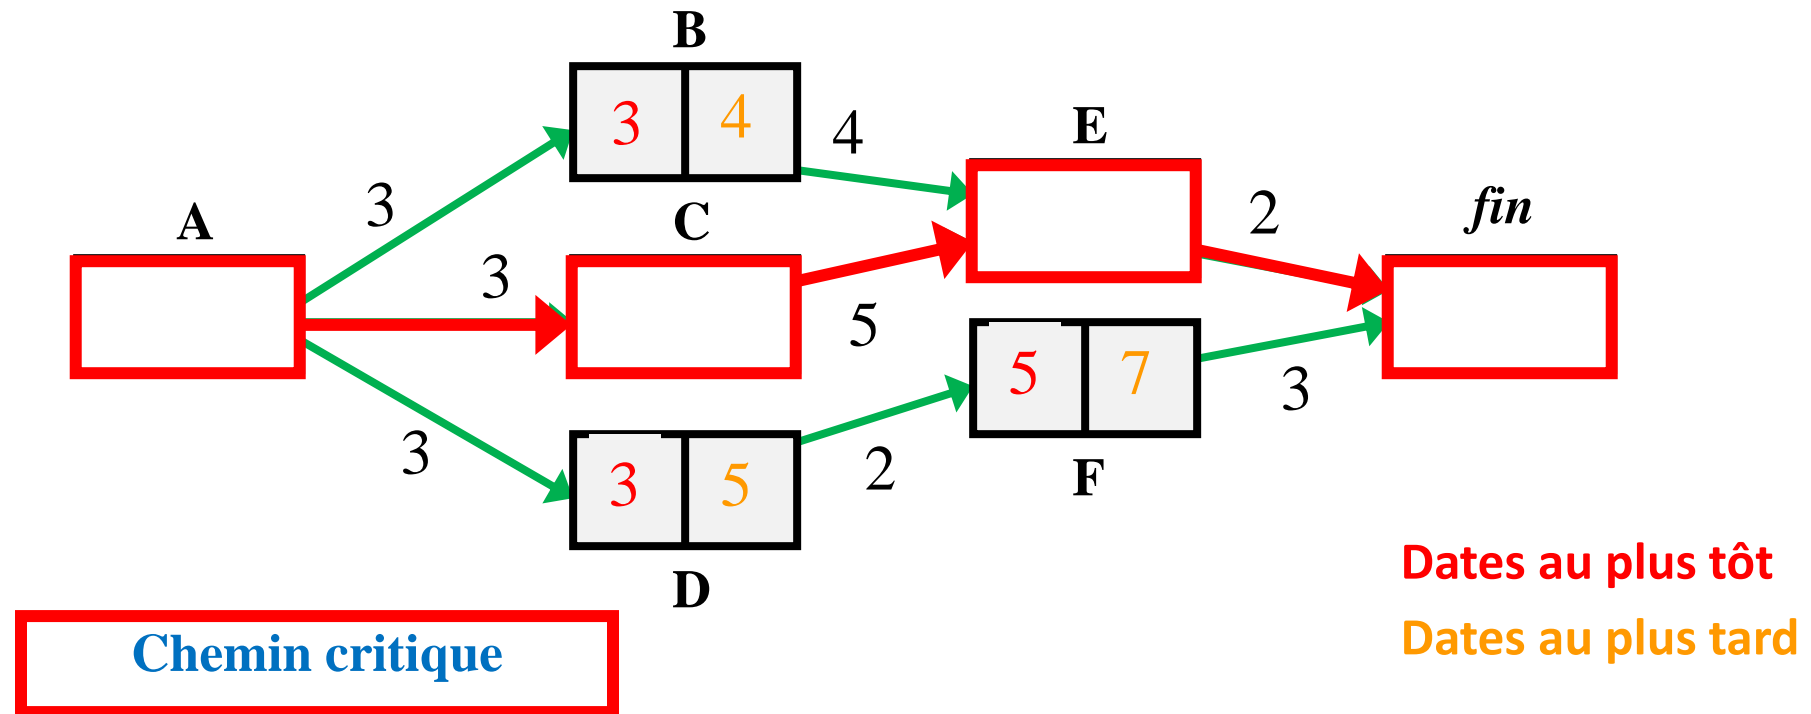 B
3 4
4
E
3
A
C
2
fin
3
5
5 7
3
3
3 5
2
F
D
Dates au plus tôt
Dates au plus tard
Chemin critique